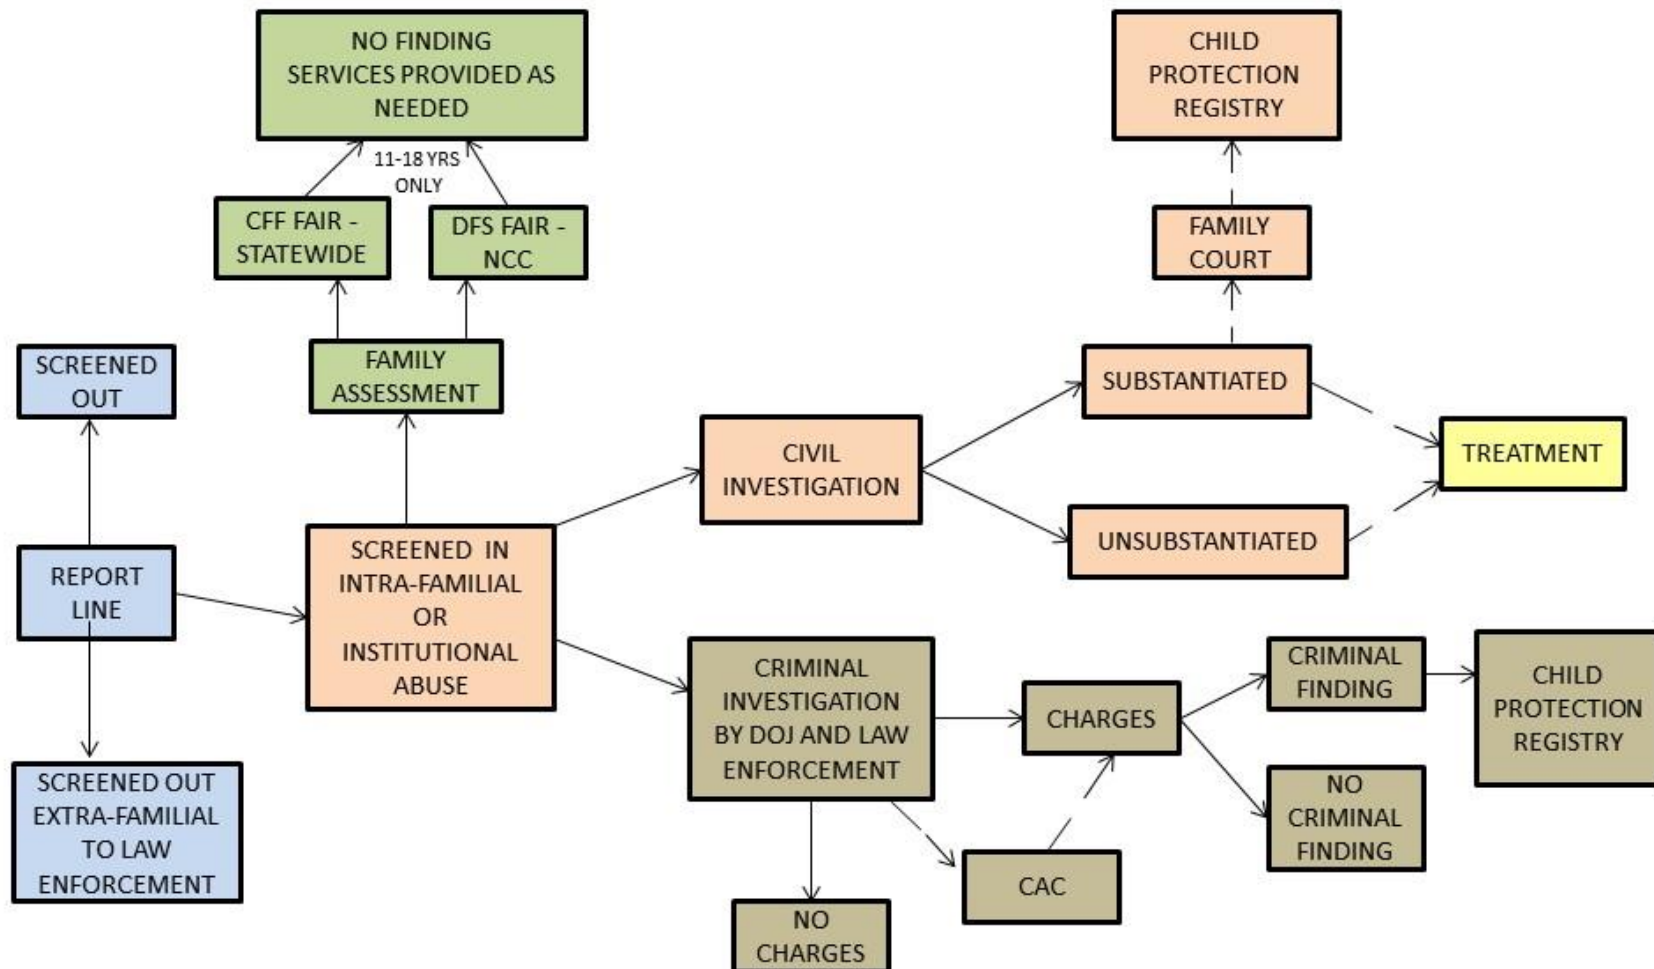 NO FINDING
SERVICES PROVIDED AS
NEEDED
CHILD
PROTECTION
REGISTRY
11-18 YRS
ONLY
CFF FAIR -
STATEWIDE
DFS FAIR -
NCC
FAMILY
COURT
SCREENED
OUT
FAMILY
ASSESSMENT
SUBSTANTIATED
CIVIL
INVESTIGATION
TREATMENT
UNSUBSTANTIATED
REPORT
LINE
SCREENED IN
INTRA-FAMILIAL
OR
INSTITUTIONAL
ABUSE
CRIMINAL
INVESTIGATION
BY DOJ AND LAW
ENFORCEMENT
CHARGES
CRIMINAL
FINDING
CHILD
PROTECTION
REGISTRY
SCREENED OUT
EXTRA-FAMILIAL
TO LAW
ENFORCEMENT
NO
CRIMINAL
FINDING
CAC
NO
CHARGES